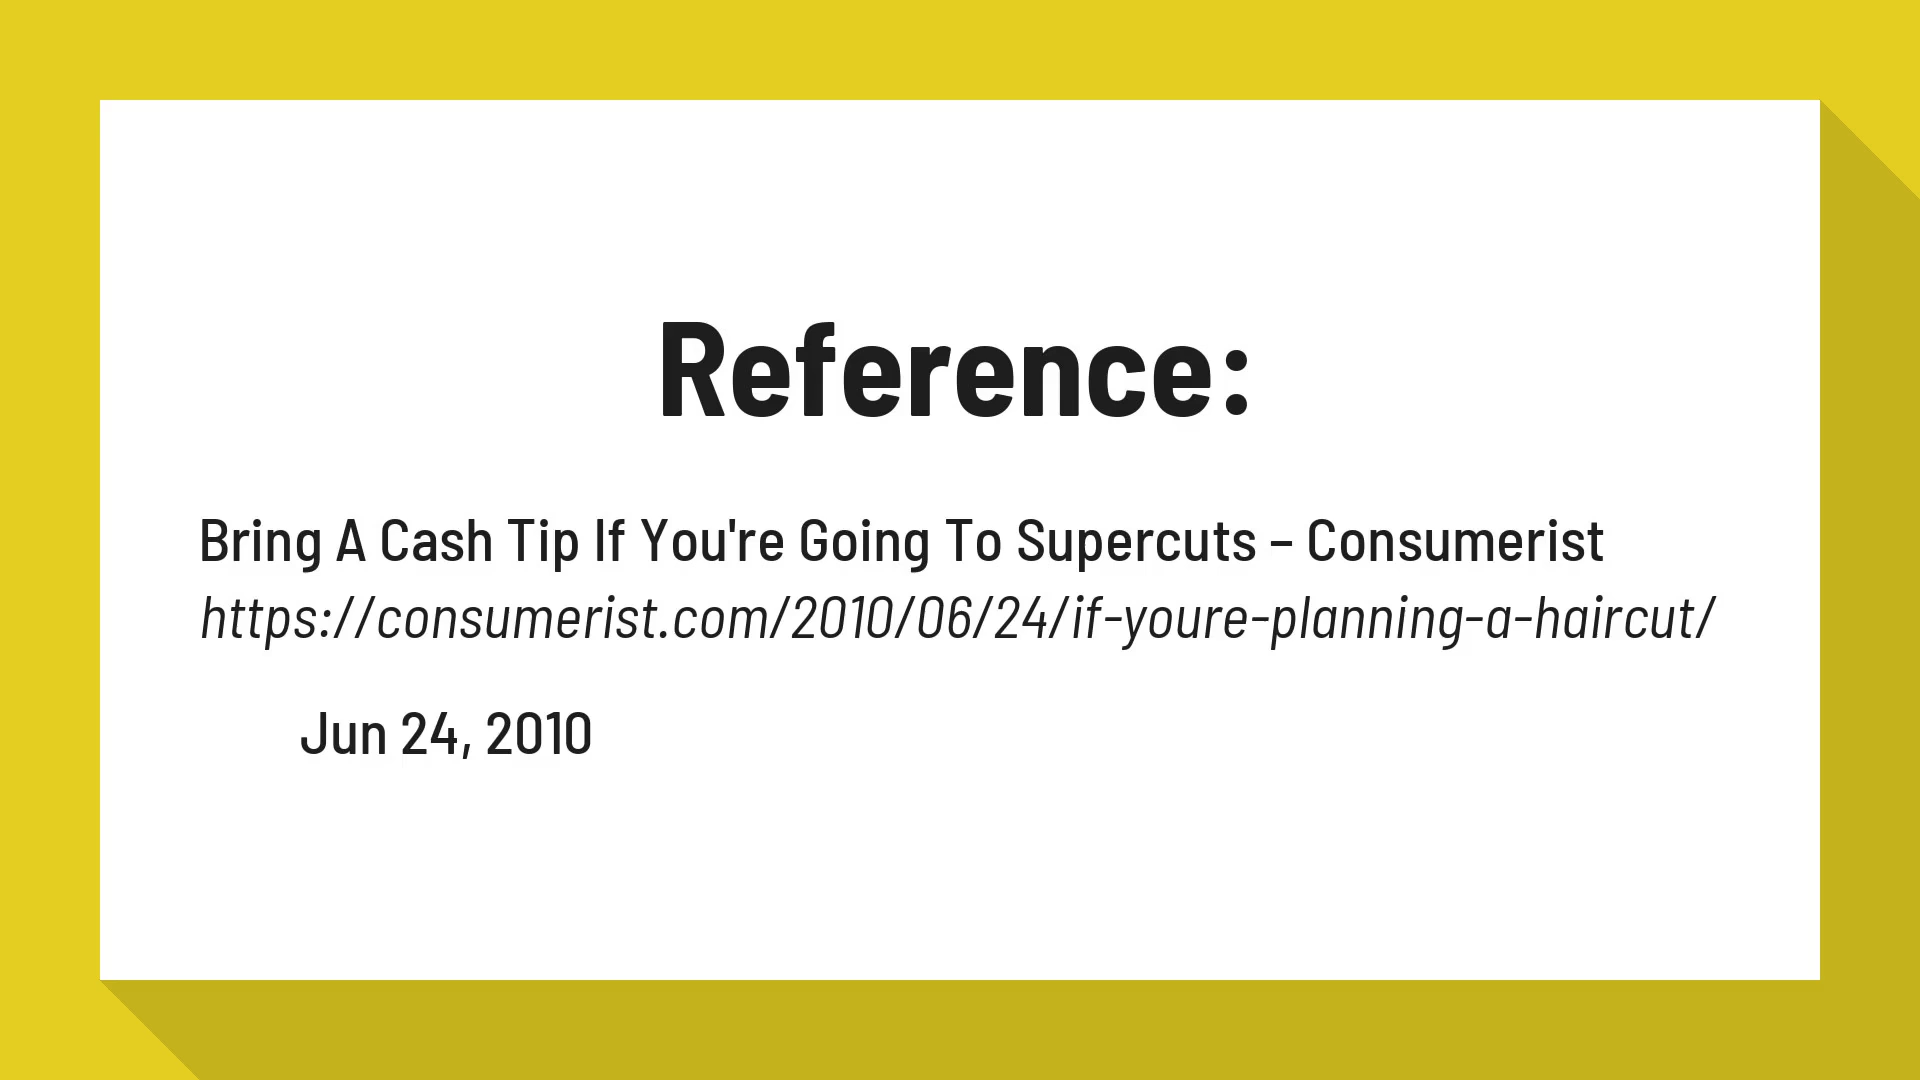 Reference:
Bring A Cash Tip If You're Going To Supercuts – Consumerist
https://consumerist.com/2010/06/24/if-youre-planning-a-haircut/
Jun 24, 2010